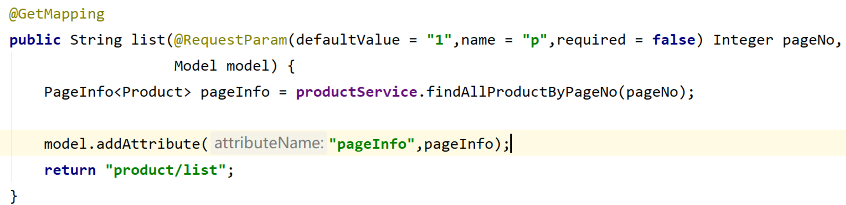 @GetMapping
public String list(@RequestParam(defaultValue = "1",name = "p",required = false) Integer pageNo,
Model model) {
PageInfo<Product> pageInfo = productService.findAllProductByPageNo(pageNo);
model.addAttribute( attributeName: "pageInfo",pageInfo);
return "product/list";
}